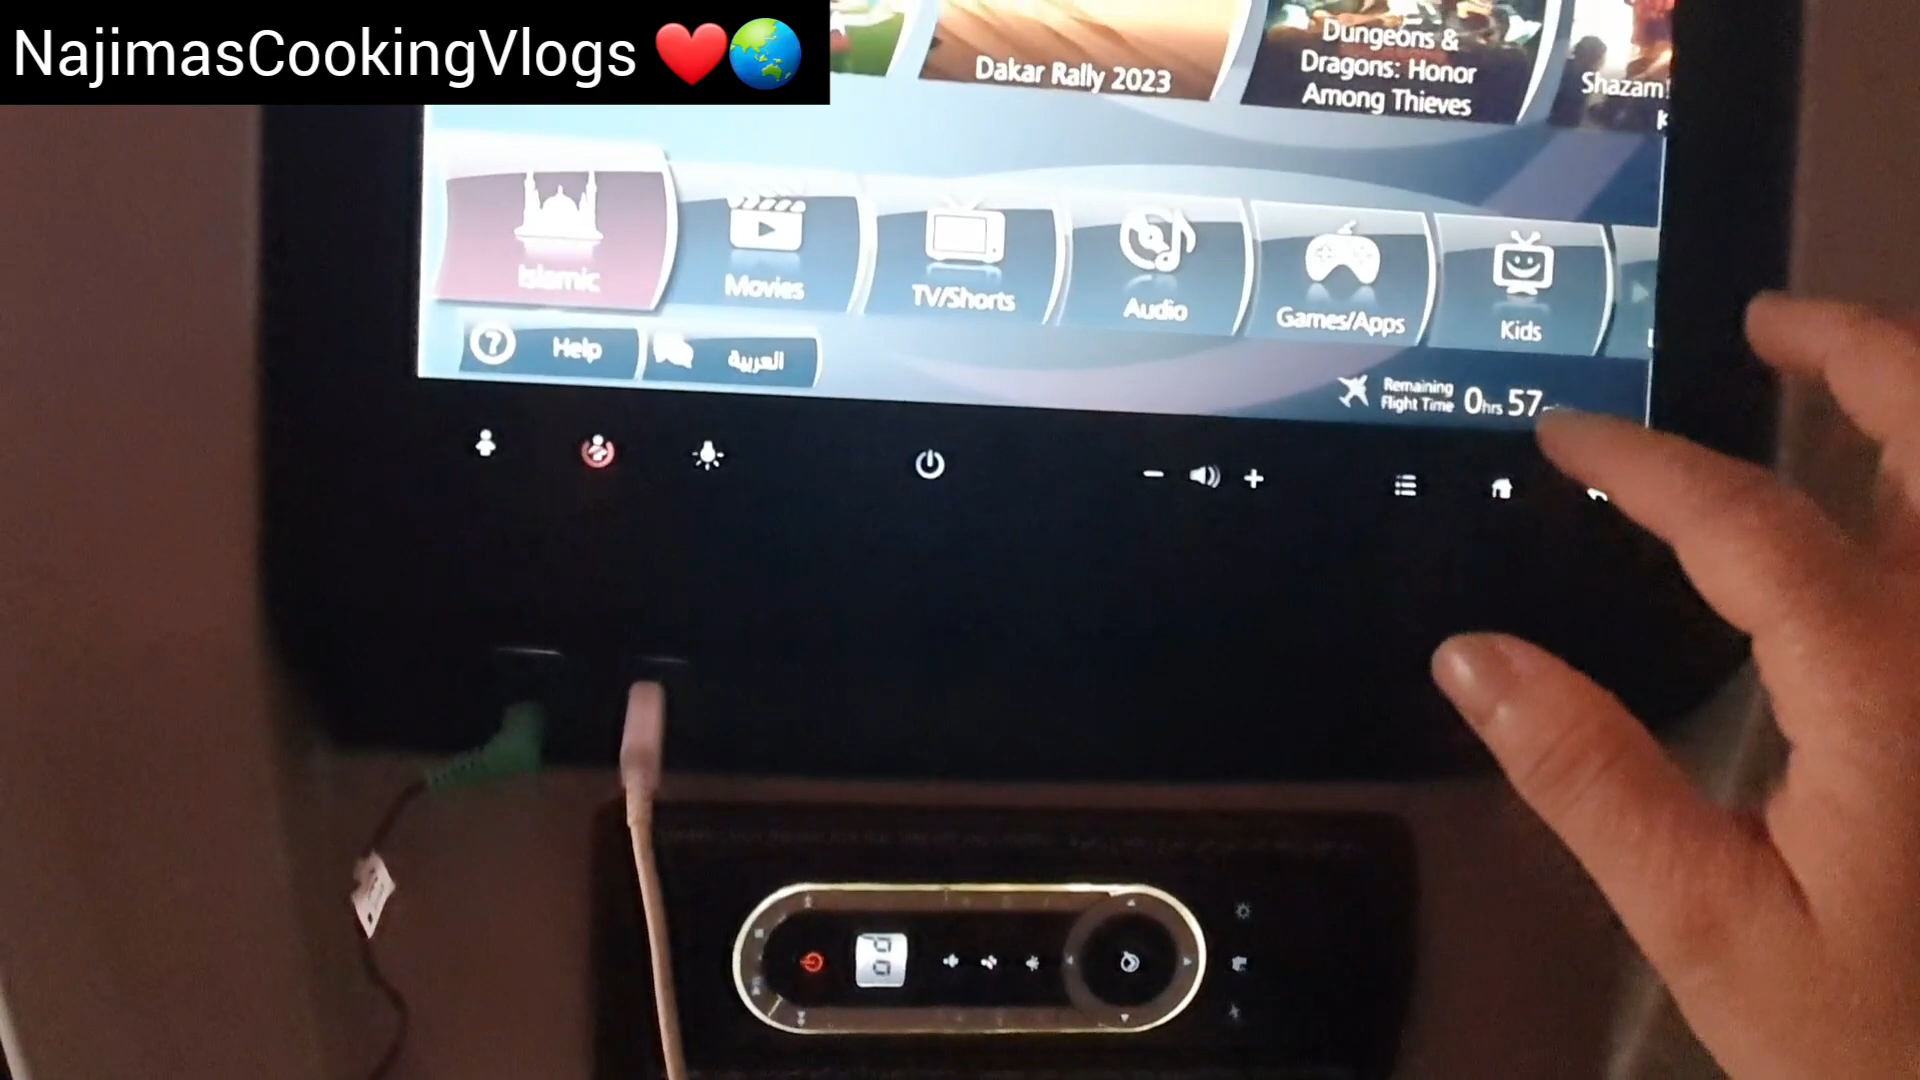 NajimasCookingVlogs ❤️🌏
Dakar Rally 2023
Dungeons &
Dragons: Honor
Among Thieves
Shazam!
Islamic
Movies
TV/Shorts
Audio
Games/Apps
Kids
Help
العربية
Remaining
Flight Time
0hrs 57